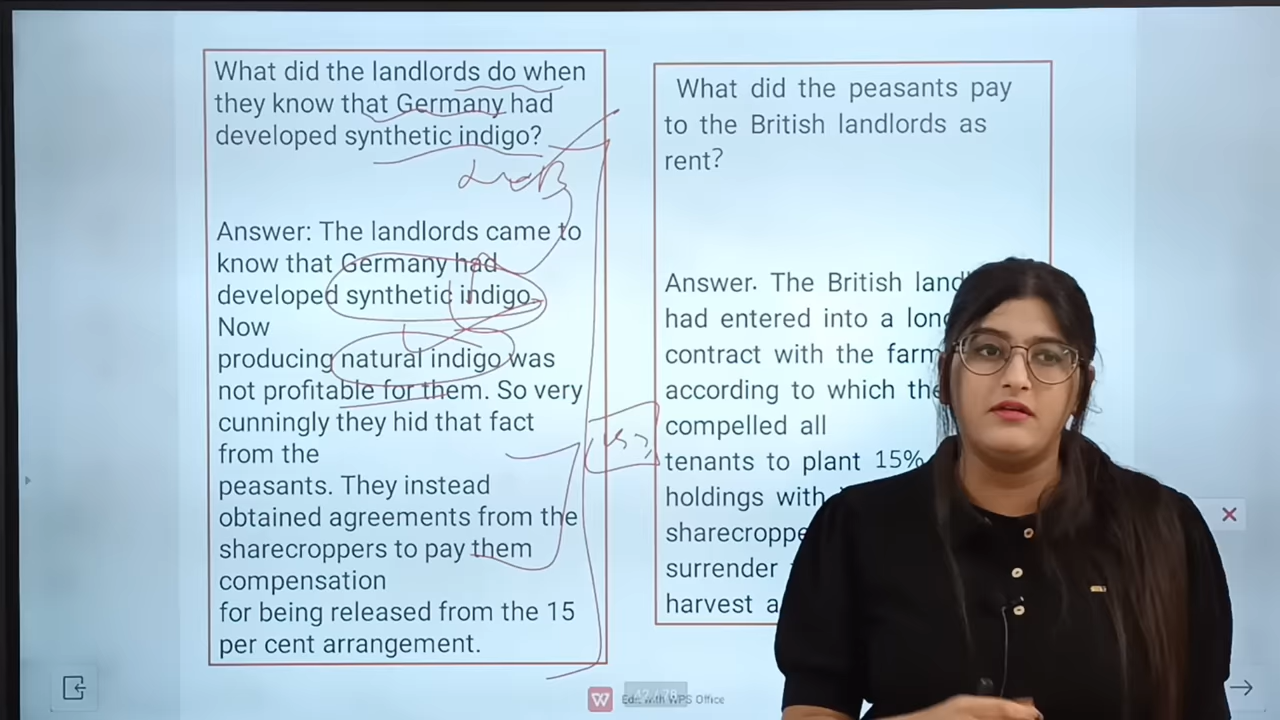 What did the landlords do when
they know that Germany had
developed synthetic indigo?
Answer: The landlords came to
know that Germany had
developed synthetic indigo.
Now
producing natural indigo was
not profitable for them. So very
cunningly they hid that fact
from the
peasants. They instead
obtained agreements from the
sharecroppers to pay them
compensation
for being released from the 15
per cent arrangement.
What did the peasants pay
to the British landlords as
rent?
Answer. The British
had entered into a
contract with the
according to which
compelled all
tenants to plant 15%
holdings with
surrender
harvest
Edit with WPS Office